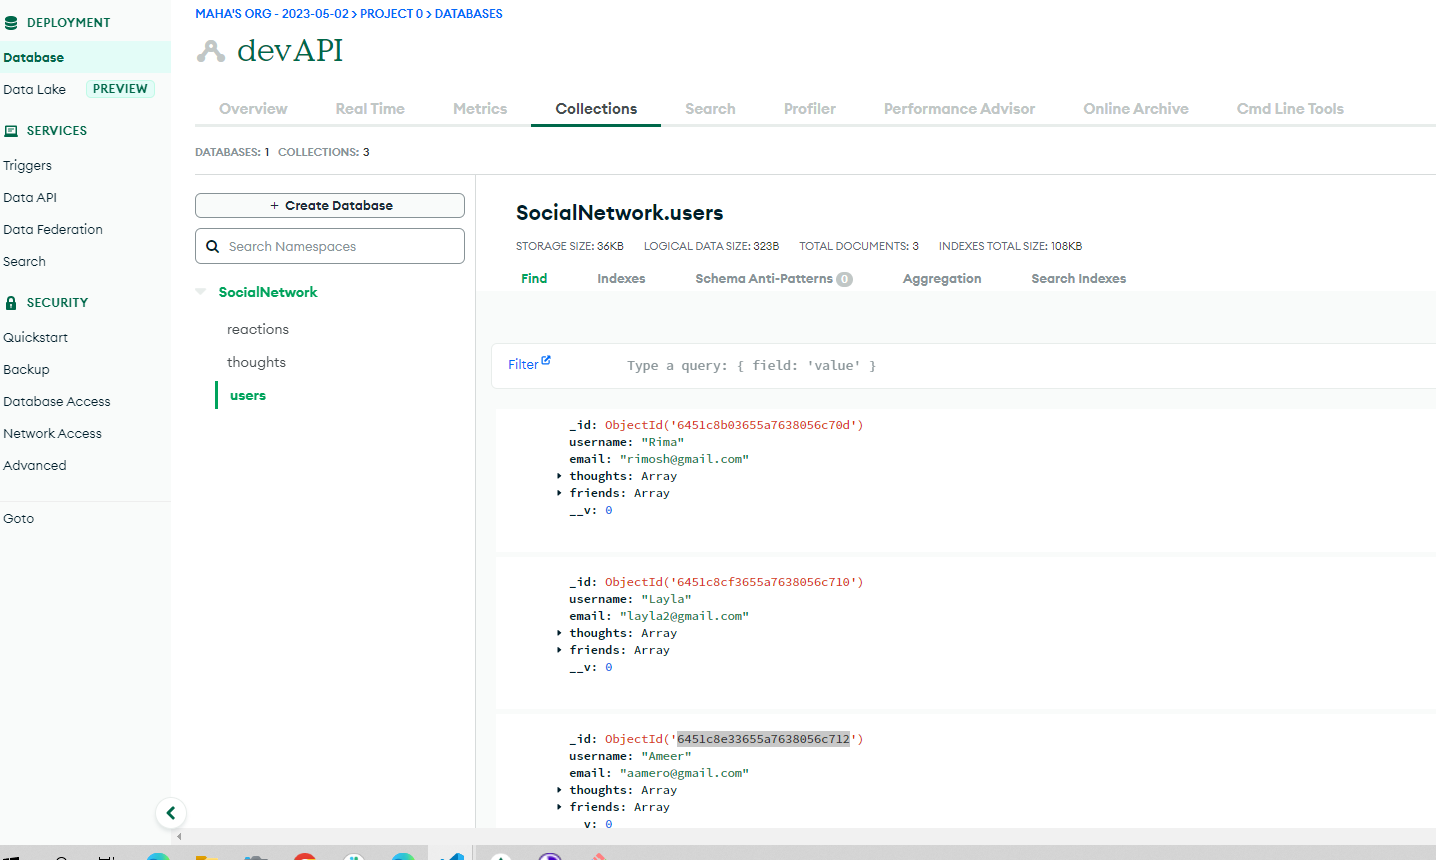 DEPLOYMENT
Database
Data Lake PREVIEW
SERVICES
Triggers
Data API
Data Federation
Search
SECURITY
Quickstart
Backup
Database Access
Network Access
Advanced
Goto
MAHA'S ORG - 2023-05-02 > PROJECT 0 > DATABASES
devAPI
Overview Real Time Metrics Collections Search Profiler Performance Advisor Online Archive Cmd Line Tools
DATABASES: 1 COLLECTIONS: 3
+ Create Database
Search Namespaces
SocialNetwork
reactions
thoughts
users
SocialNetwork.users
STORAGE SIZE: 36KB LOGICAL DATA SIZE: 323B TOTAL DOCUMENTS: 3 INDEXES TOTAL SIZE: 108KB
Find Indexes Schema Anti-Patterns 0 Aggregation Search Indexes
Filter Type a query: { field: 'value' }
_id: ObjectId('6451c8b03655a7638056c70d')
username: "Rima"
email: "rimosh@gmail.com"
thoughts: Array
friends: Array
__v: 0
_id: ObjectId('6451c8cf3655a7638056c710')
username: "Layla"
email: "layla2@gmail.com"
thoughts: Array
friends: Array
__v: 0
_id: ObjectId('6451c8e33655a7638056c712')
username: "Ameer"
email: "aamero@gmail.com"
thoughts: Array
friends: Array
__v: 0